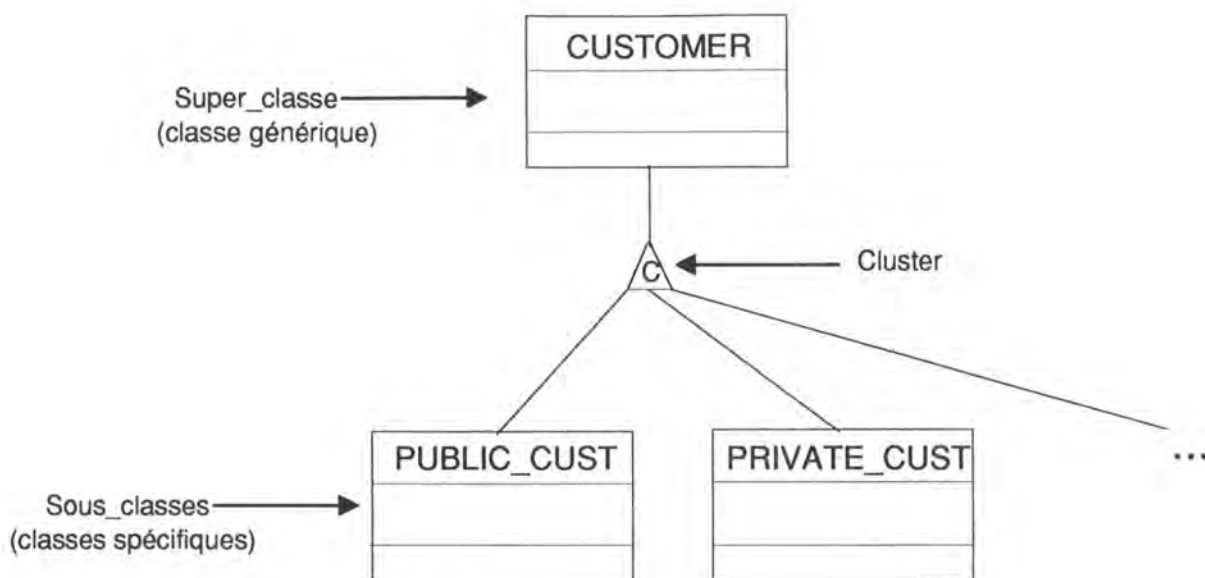 CUSTOMER
Super_classe
(classe générique)
C
Cluster
PUBLIC_CUST
PRIVATE_CUST
...
Sous_classes
(classes spécifiques)